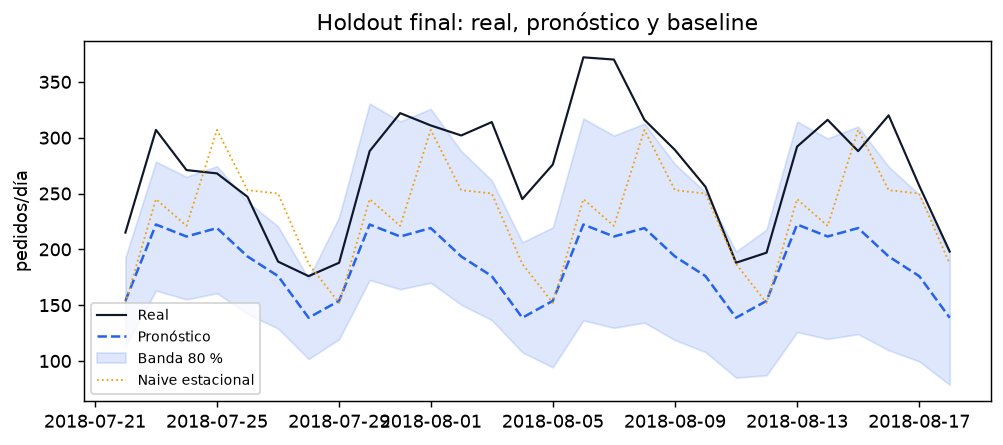 Holdout final: real, pronóstico y baseline
pedidos/día
350
300
250
200
150
100
Real
Pronóstico
Banda 80 %
Naive estacional
2018-07-21
2018-07-25
2018-07-29
2018-08-01
2018-08-05
2018-08-09
2018-08-13
2018-08-17